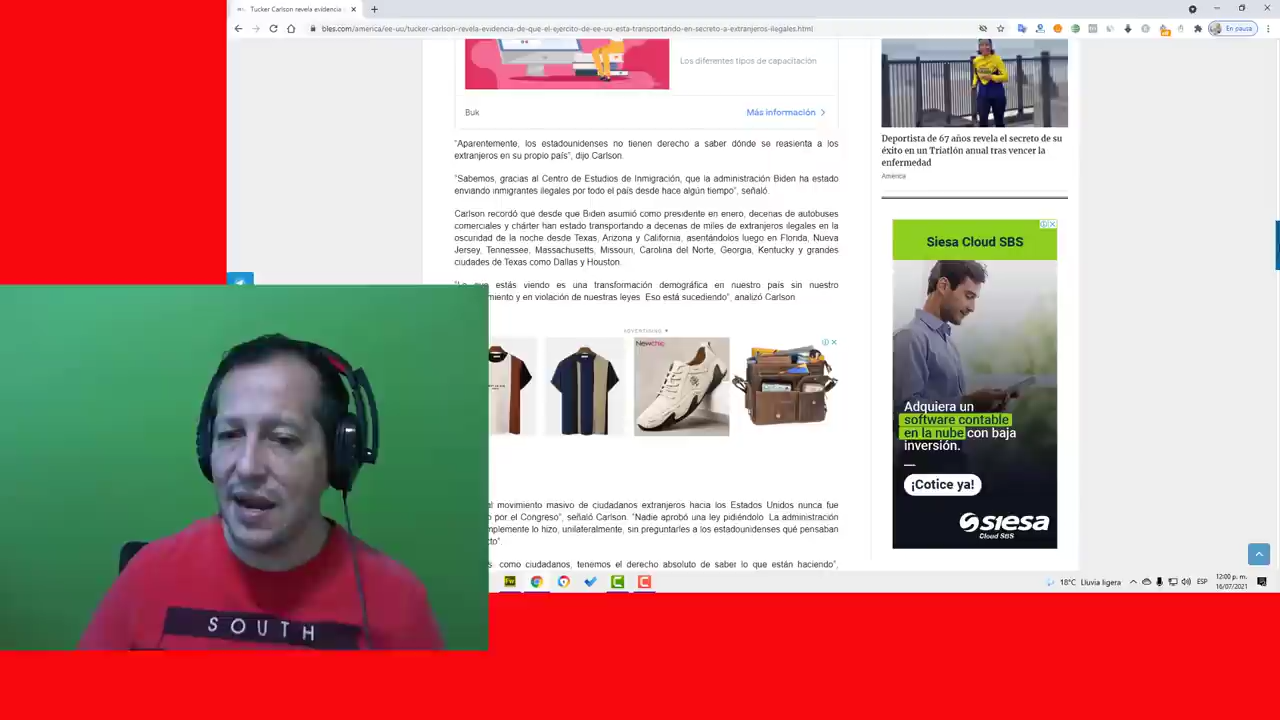 Tucker Carlson revela evidencia
bles.com/america/ee-uu/tucker-carlson-revela-evidencia-de-que-el-ejercito-de-ee-uu-esta-transportando-en-secreto-a-extranjeros-ilegales.html
En pausa
Los diferentes tipos de capacitación
Buk
Más información
"Aparentemente, los estadounidenses no tienen derecho a saber dónde se reasienta a los
extranjeros en su propio país", dijo Carlson.
"Sabemos, gracias al Centro de Estudios de Inmigración, que la administración Biden ha estado
enviando inmigrantes ilegales por todo el país desde hace algún tiempo", señaló.
Carlson recordó que desde que Biden asumió como presidente en enero, decenas de autobuses
comerciales y chárter han estado transportando a decenas de miles de extranjeros ilegales en la
oscuridad de la noche desde Texas, Arizona y California, asentándolos luego en Florida, Nueva
Jersey, Tennessee, Massachusetts, Missouri, Carolina del Norte, Georgia, Kentucky y grandes
ciudades de Texas como Dallas y Houston.
estás viendo es una transformación demográfica en nuestro país sin nuestro
y en violación de nuestras leyes. Eso está sucediendo", analizó Carlson
ADVERTISING
Newchic
al movimiento masivo de ciudadanos extranjeros hacia los Estados Unidos nunca fue
por el Congreso", señaló Carlson. "Nadie aprobó una ley pidiéndolo. La administración
lo hizo, unilateralmente, sin preguntarles a los estadounidenses qué pensaban
como ciudadanos, tenemos el derecho absoluto de saber lo que están haciendo",
Deportista de 67 años revela el secreto de su
éxito en un Triatlón anual tras vencer la
enfermedad
América
Siesa Cloud SBS
Adquiera un
software contable
en la nube con baja
inversión.
¡Cotice ya!
siesa
Cloud SBS
SOUTH
18°C Lluvia ligera
ESP
12:00 p. m.
16/07/2021